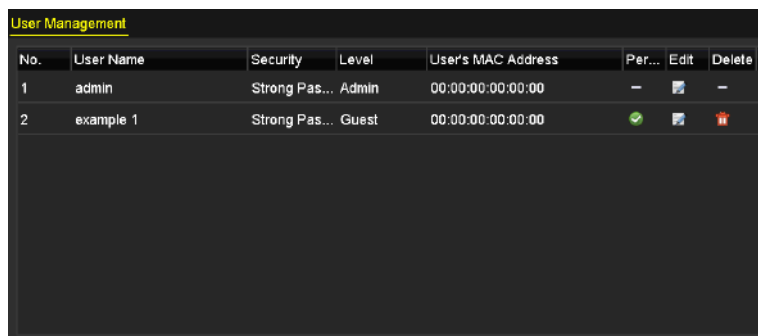 User Management
No. User Name Security Level User's MAC Address Per... Edit Delete
1 admin Strong Pas... Admin 00:00:00:00:00:00 –
2 example 1 Strong Pas... Guest 00:00:00:00:00:00